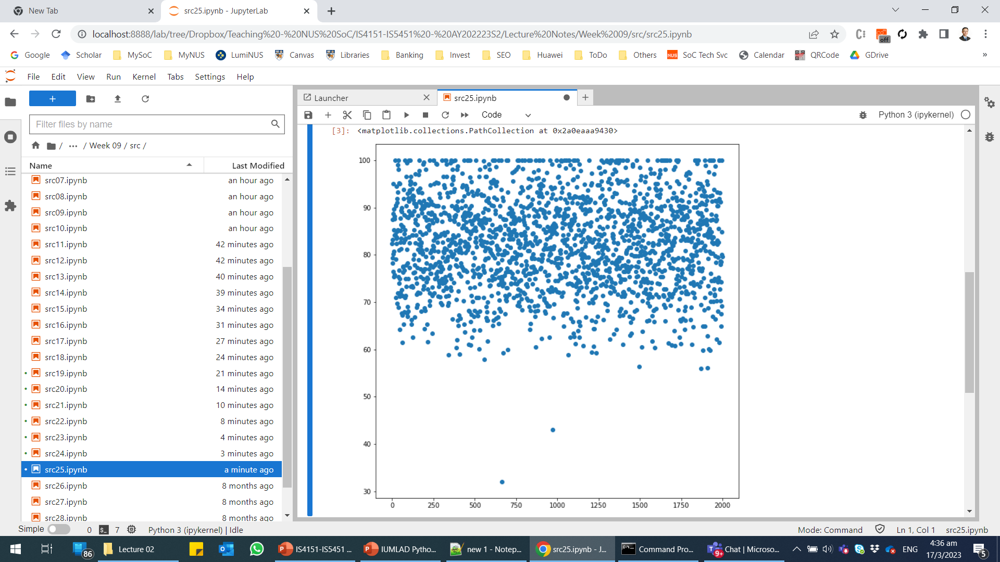 New Tab
src25.ipynb - JupyterLab
localhost:8888/lab/tree/Dropbox/Teaching%20-%20NUS%20SoC/IS4151-IS5451%20-%20AY202223S2/Lecture%20Notes/Week%2009/src/src25.ipynb
off
Google Scholar MySoC MyNUS LumiNUS Canvas Libraries Banking Invest SEO Huawei ToDo Others NUS SoC Tech Svc Calendar QRCode GDrive »
File Edit View Run Kernel Tabs Settings Help
Launcher
src25.ipynb
Code
Python 3 (ipykernel)
Filter files by name
/ ... / Week 09 / src /
Name Last Modified
src07.ipynb an hour ago
src08.ipynb an hour ago
src09.ipynb an hour ago
src10.ipynb an hour ago
src11.ipynb 42 minutes ago
src12.ipynb 42 minutes ago
src13.ipynb 40 minutes ago
src14.ipynb 39 minutes ago
src15.ipynb 34 minutes ago
src16.ipynb 31 minutes ago
src17.ipynb 27 minutes ago
src18.ipynb 24 minutes ago
src19.ipynb 21 minutes ago
src20.ipynb 14 minutes ago
src21.ipynb 10 minutes ago
src22.ipynb 8 minutes ago
src23.ipynb 4 minutes ago
src24.ipynb 3 minutes ago
src25.ipynb a minute ago
src26.ipynb 8 months ago
src27.ipynb 8 months ago
src28.ipynb 8 months ago
[3]: <matplotlib.collections.PathCollection at 0x2a0eaaa9430>
100
90
80
70
60
50
40
30
0 250 500 750 1000 1250 1500 1750 2000
Simple 0 7 Python 3 (ipykernel) | Idle
Mode: Command Ln 1, Col 1 src25.ipynb
86
Lecture 02
IS4151-IS5451 ...
IUMLAD Pytho...
new 1 - Notep...
src25.ipynb - J...
Command Pro...
9+
Chat | Microso...
ENG
4:36 am
17/3/2023
5